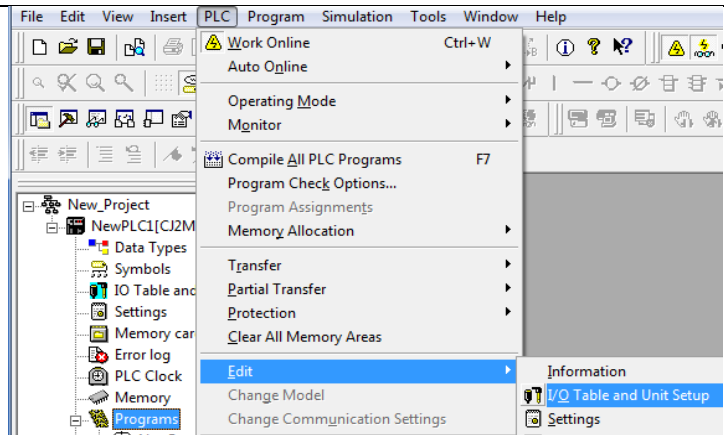 File Edit View Insert PLC Program Simulation Tools Window Help
Work Online Ctrl+W
Auto Online
Operating Mode
Monitor
Compile All PLC Programs F7
Program Check Options...
Program Assignments
Memory Allocation
Transfer
Partial Transfer
Protection
Clear All Memory Areas
Edit
Change Model
Change Communication Settings
Information
I/O Table and Unit Setup
Settings
New_Project
NewPLC1[CJ2M
Data Types
Symbols
IO Table and
Settings
Memory car
Error log
PLC Clock
Memory
Programs